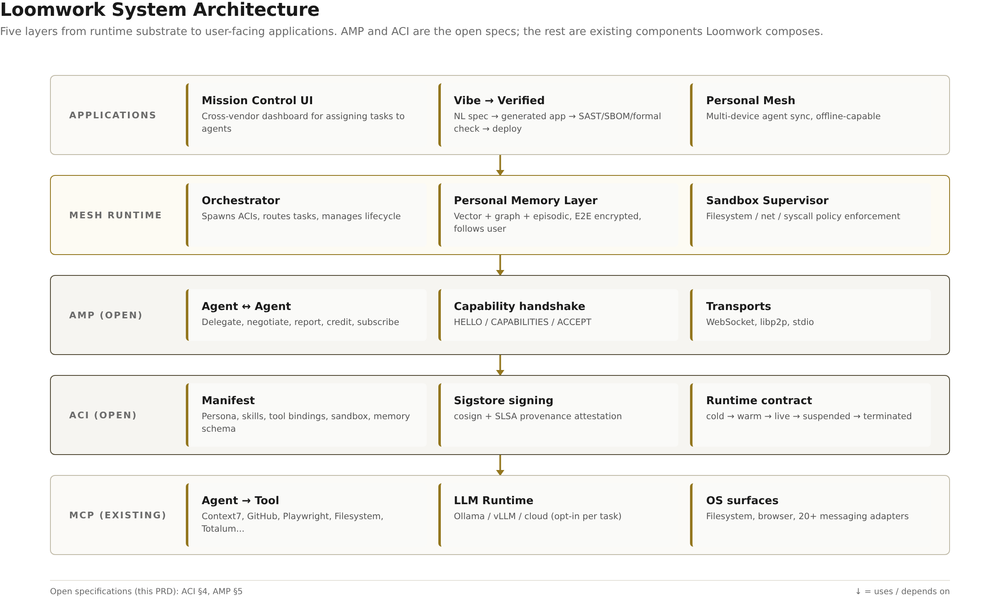 Loomwork System Architecture
Five layers from runtime substrate to user-facing applications. AMP and ACI are the open specs; the rest are existing components Loomwork composes.
APPLICATIONS
Mission Control UI
Cross-vendor dashboard for assigning tasks to
agents
Vibe → Verified
NL spec → generated app → SAST/SBOM/formal
check → deploy
Personal Mesh
Multi-device agent sync, offline-capable
MESH RUNTIME
Orchestrator
Spawns ACIs, routes tasks, manages lifecycle
Personal Memory Layer
Vector + graph + episodic, E2E encrypted,
follows user
Sandbox Supervisor
Filesystem / net / syscall policy enforcement
AMP (OPEN)
Agent ↔ Agent
Delegate, negotiate, report, credit, subscribe
Capability handshake
HELLO / CAPABILITIES / ACCEPT
Transports
WebSocket, libp2p, stdio
ACI (OPEN)
Manifest
Persona, skills, tool bindings, sandbox, memory
schema
Sigstore signing
cosign + SLSA provenance attestation
Runtime contract
cold → warm → live → suspended → terminated
MCP (EXISTING)
Agent → Tool
Context7, GitHub, Playwright, Filesystem,
Totalum...
LLM Runtime
Ollama / vLLM / cloud (opt-in per task)
OS surfaces
Filesystem, browser, 20+ messaging adapters
Open specifications (this PRD): ACI §4, AMP §5
↓ = uses / depends on